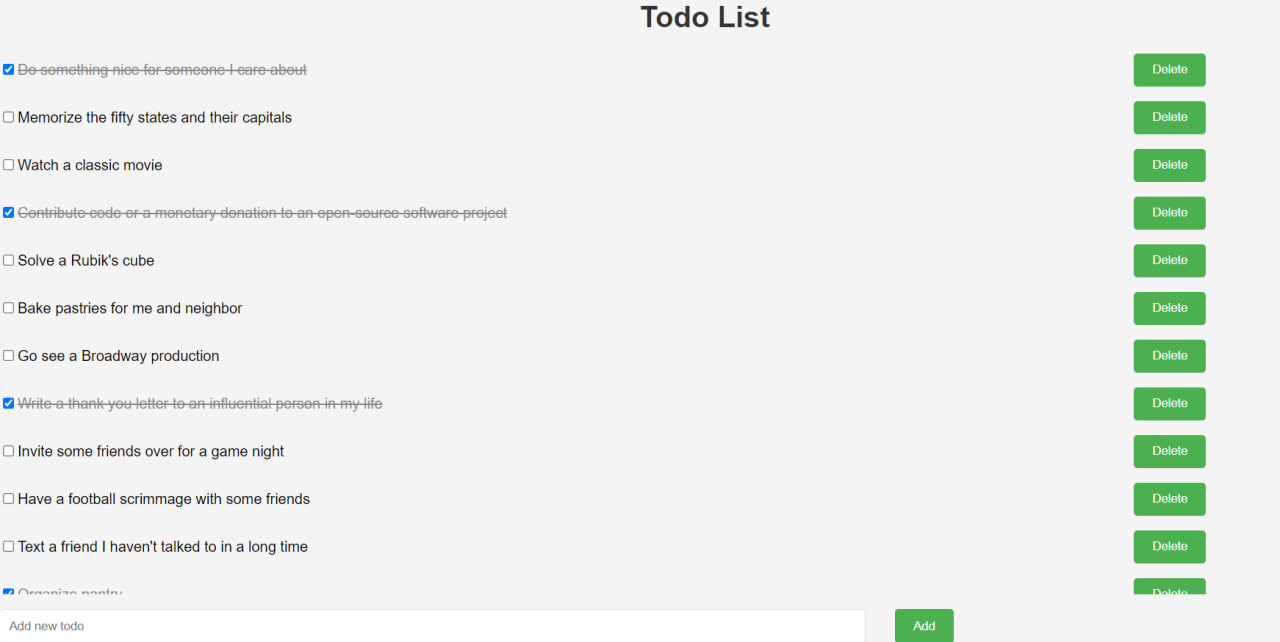 Todo List
Do something nice for someone I care about Delete
Memorize the fifty states and their capitals Delete
Watch a classic movie Delete
Contribute code or a monetary donation to an open-source software project Delete
Solve a Rubik's cube Delete
Bake pastries for me and neighbor Delete
Go see a Broadway production Delete
Write a thank you letter to an influential person in my life Delete
Invite some friends over for a game night Delete
Have a football scrimmage with some friends Delete
Text a friend I haven't talked to in a long time Delete
Organize pantry Delete
Add new todo Add